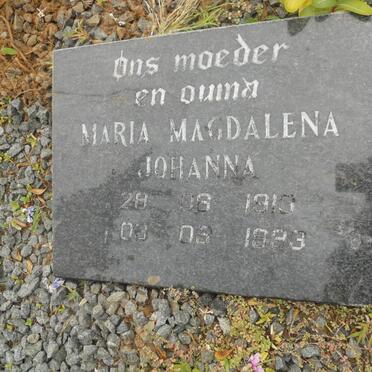 Ons moeder
en ouma
MARIA MAGDALENA
JOHANNA
28 08 1910
03 03 1993